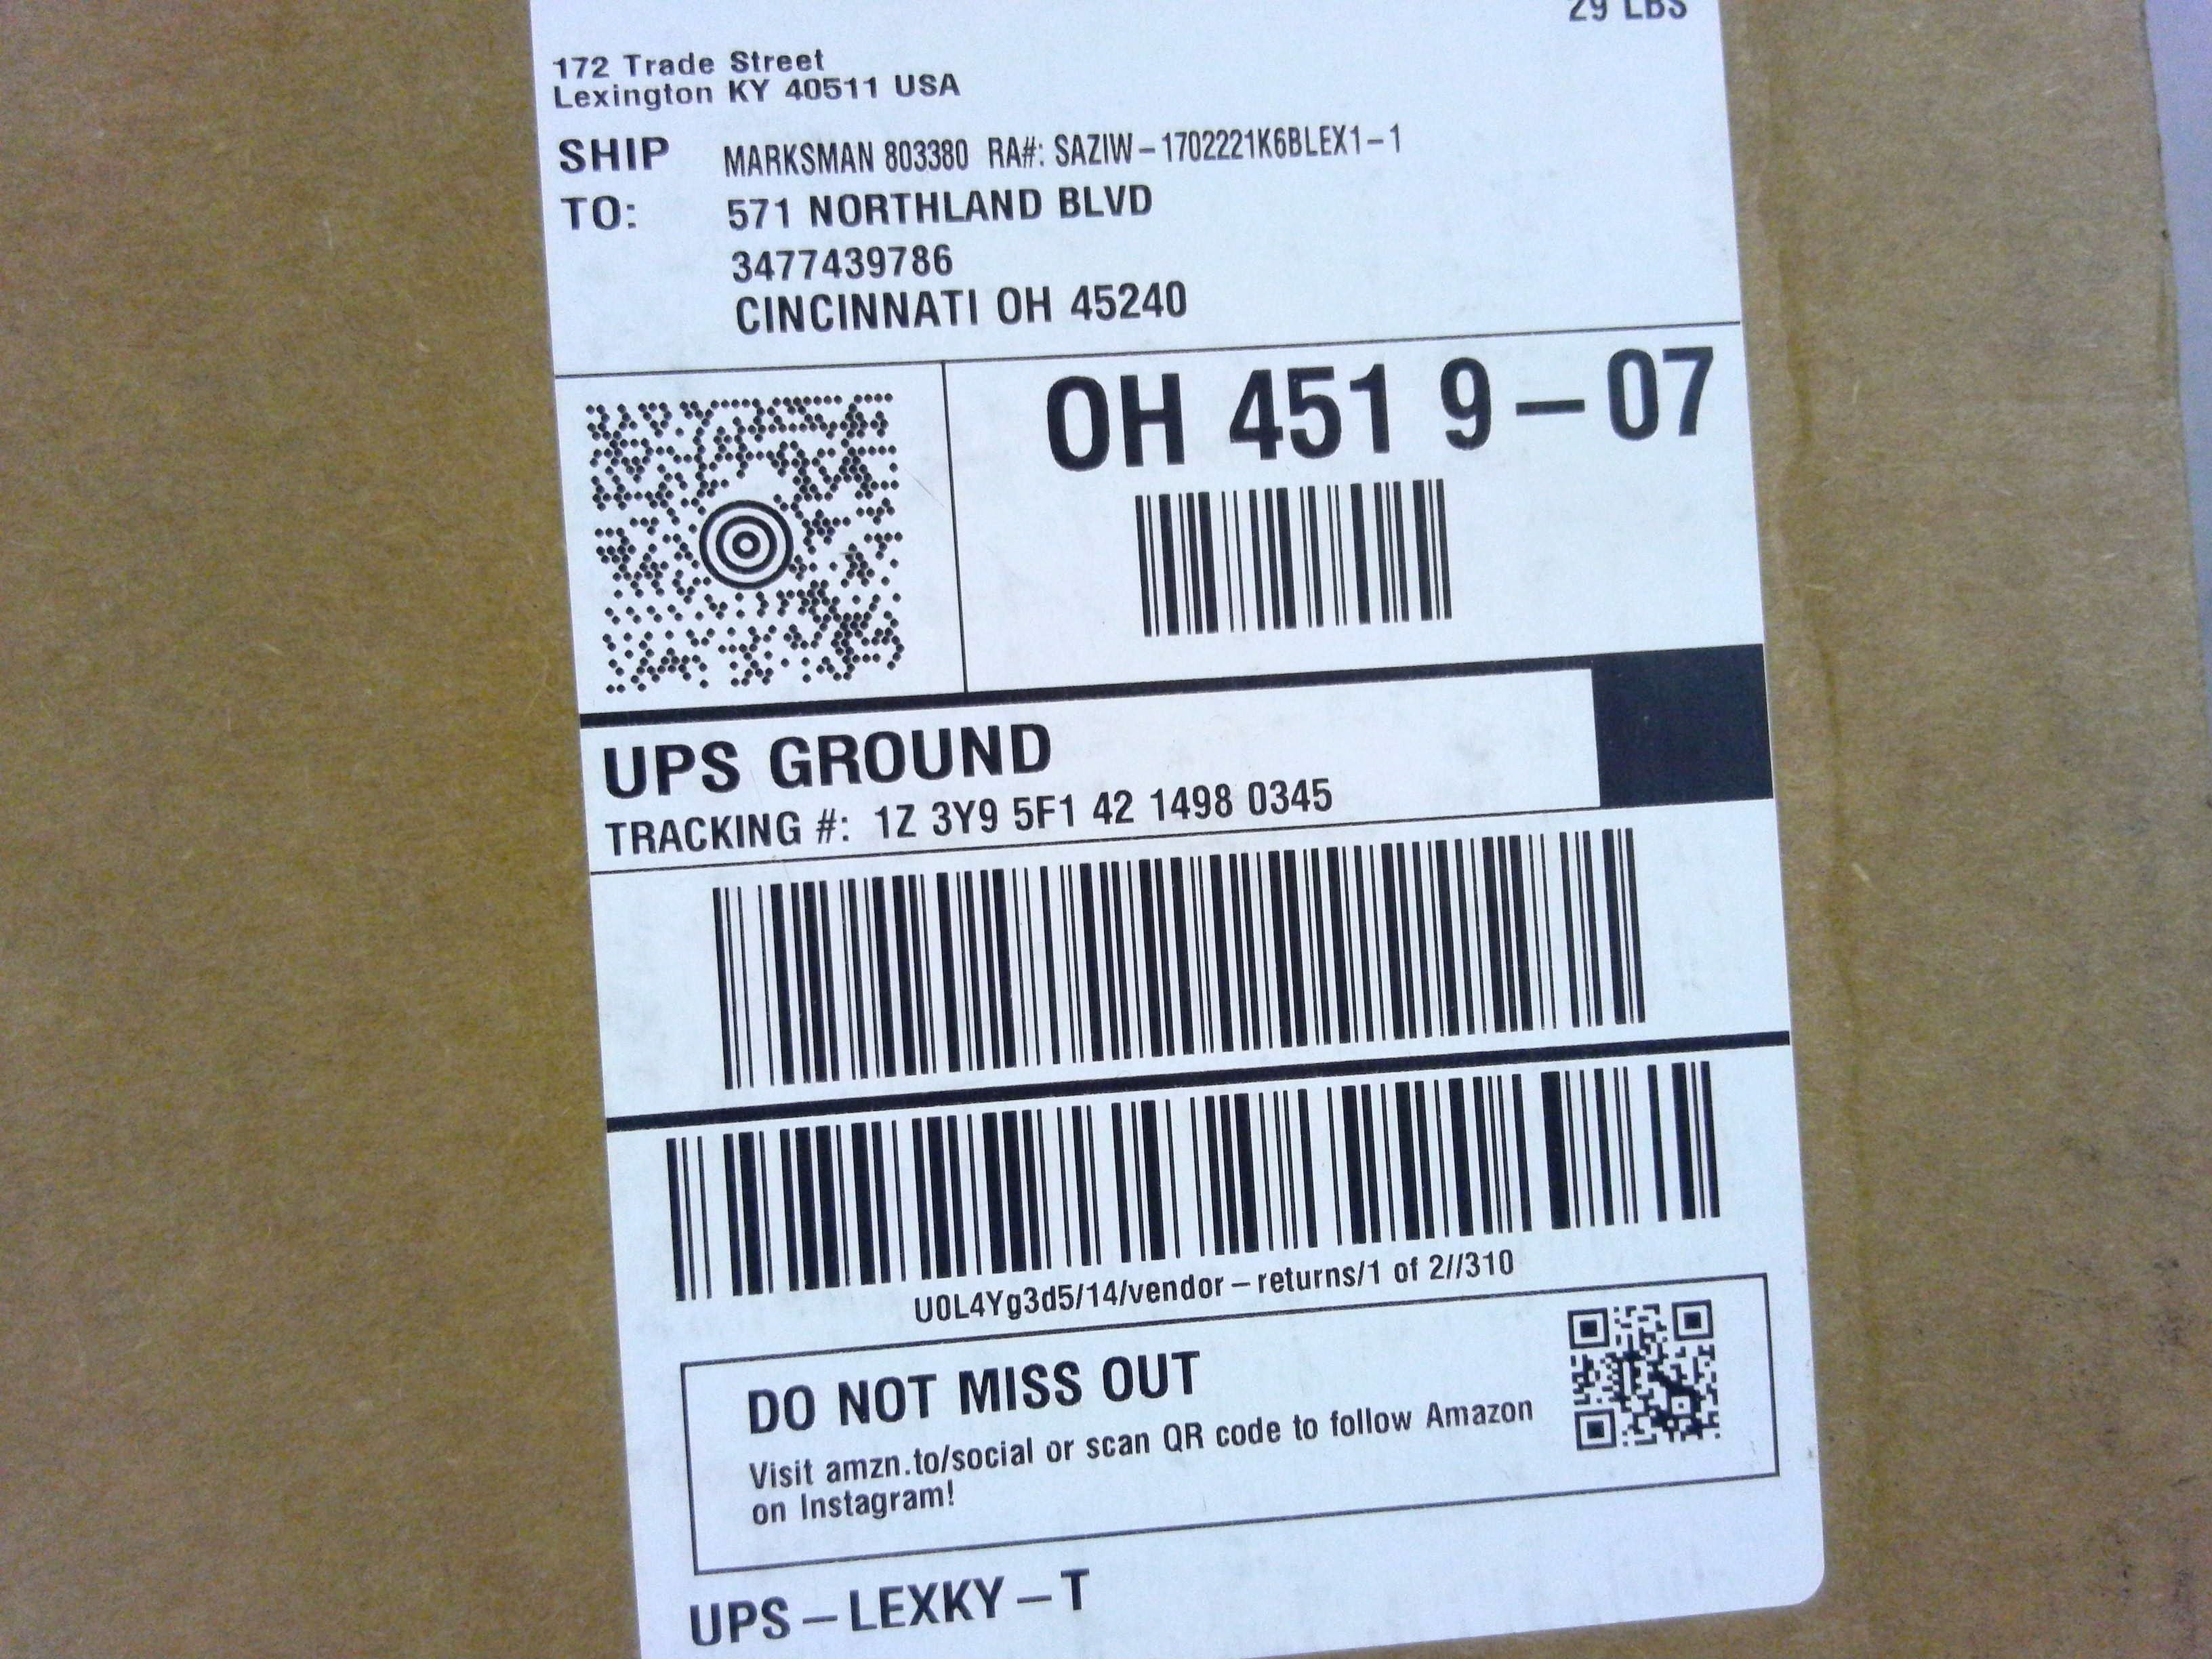 29 LBS
172 Trade Street
Lexington KY 40511 USA
SHIP MARKSMAN 803380 RA#: SAZIW-1702221K6BLEX1-1
TO: 571 NORTHLAND BLVD
3477439786
CINCINNATI OH 45240
OH 451 9-07
UPS GROUND
TRACKING #: 1Z 3Y9 5F1 42 1498 0345
U0L4Yg3d5/14/vendor-returns/1 of 2//310
DO NOT MISS OUT
Visit amzn.to/social or scan QR code to follow Amazon
on Instagram!
UPS-LEXKY-T